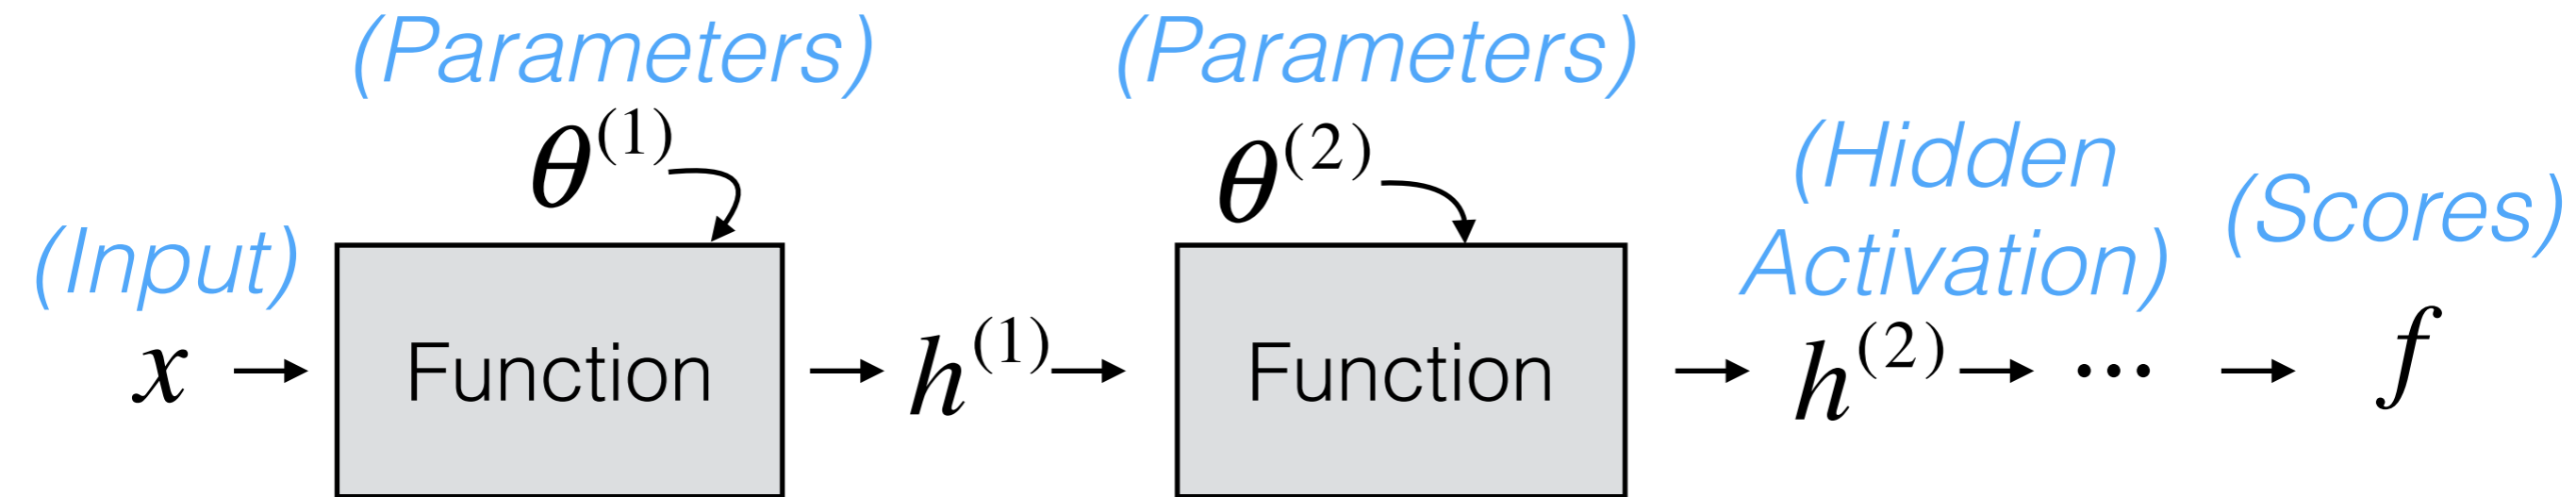 (Parameters) (Parameters)
θ(1) θ(2)
(Hidden
Activation)
(Input) (Scores)
x → Function → h(1) → Function → h(2) → ··· → f